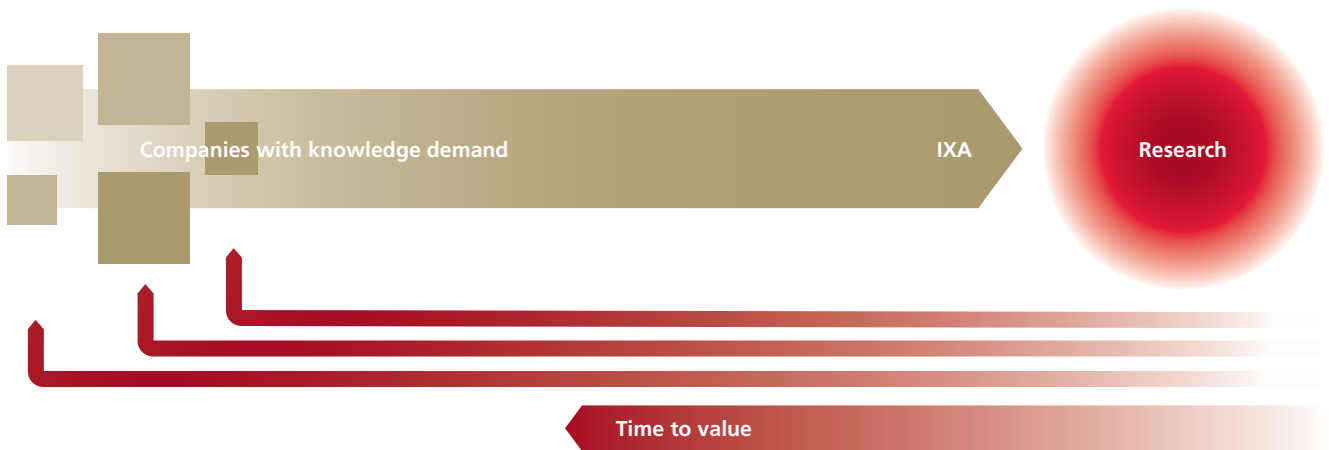 Companies with knowledge demand
IXA
Research
Time to value